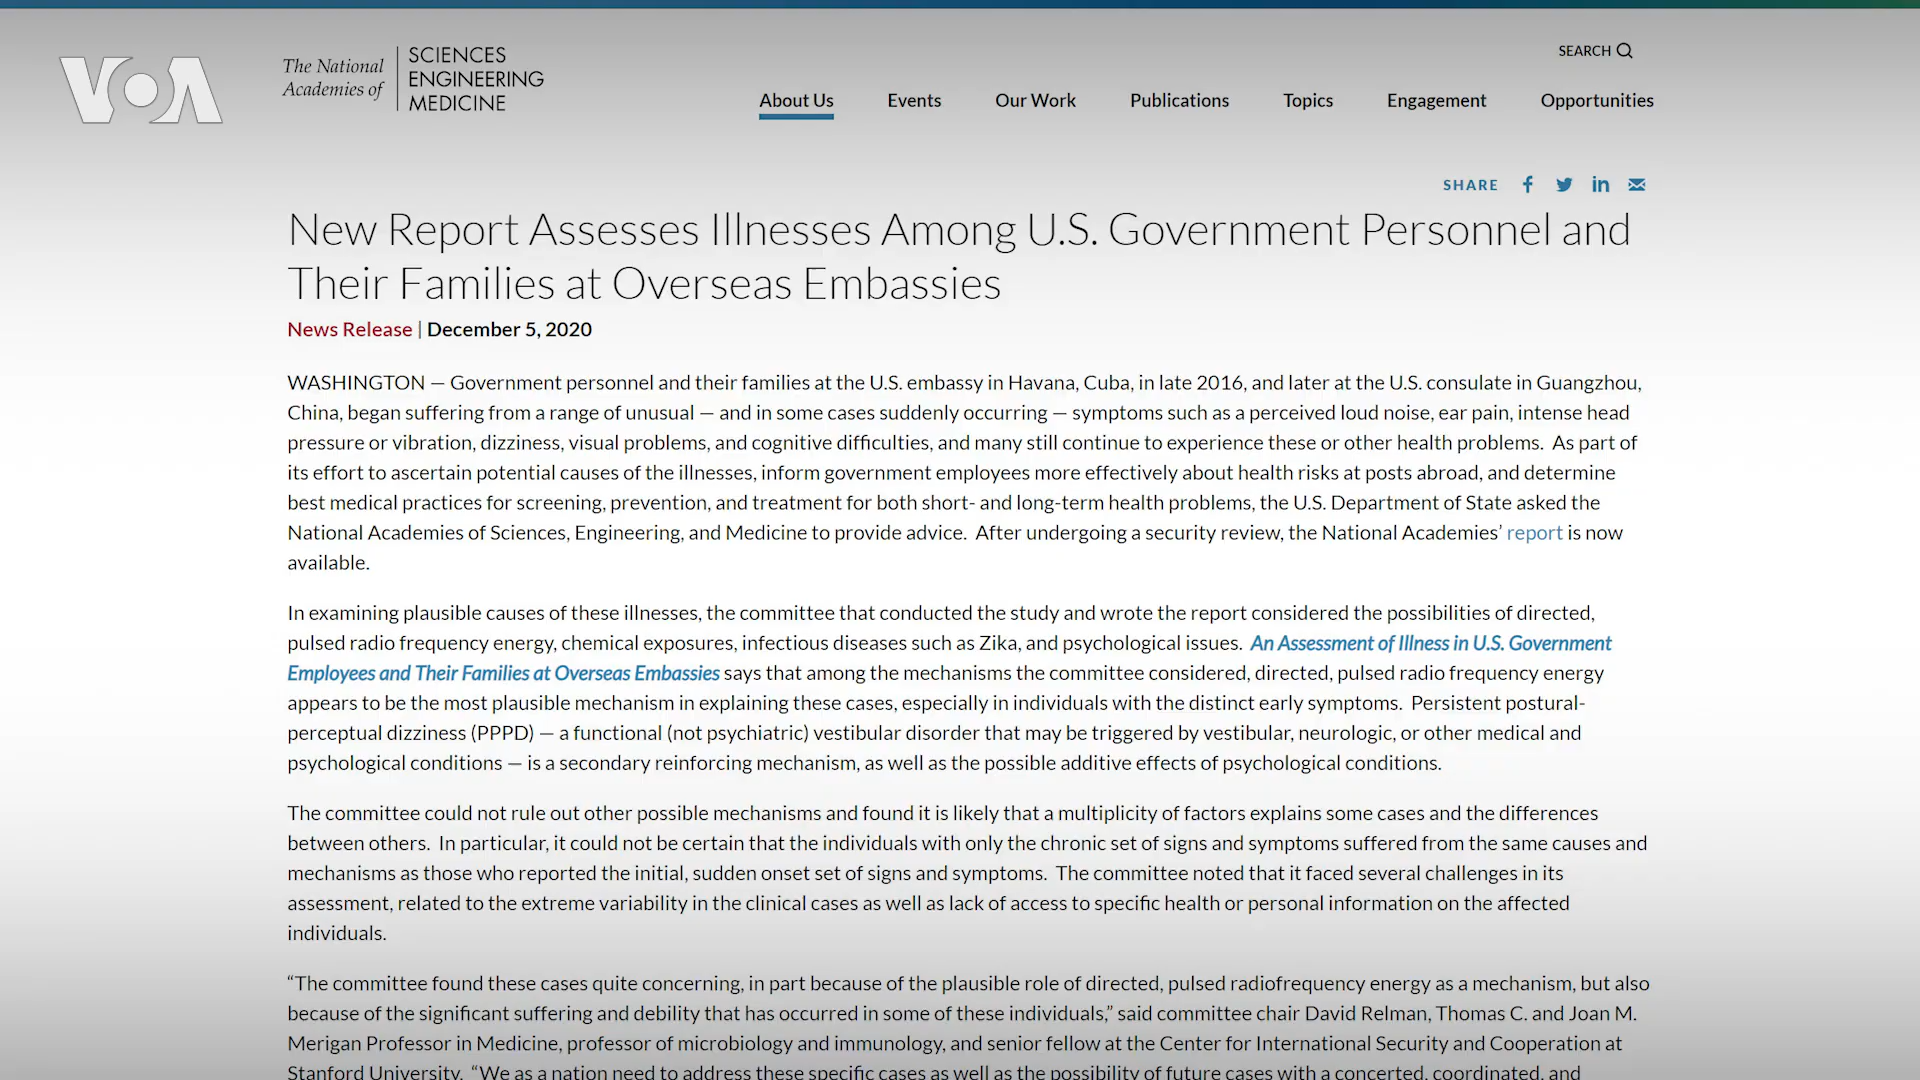 VOA
The National
Academies of
SCIENCES
ENGINEERING
MEDICINE
SEARCH
About Us Events Our Work Publications Topics Engagement Opportunities
SHARE
New Report Assesses Illnesses Among U.S. Government Personnel and
Their Families at Overseas Embassies
News Release | December 5, 2020
WASHINGTON — Government personnel and their families at the U.S. embassy in Havana, Cuba, in late 2016, and later at the U.S. consulate in Guangzhou,
China, began suffering from a range of unusual — and in some cases suddenly occurring — symptoms such as a perceived loud noise, ear pain, intense head
pressure or vibration, dizziness, visual problems, and cognitive difficulties, and many still continue to experience these or other health problems.  As part of
its effort to ascertain potential causes of the illnesses, inform government employees more effectively about health risks at posts abroad, and determine
best medical practices for screening, prevention, and treatment for both short- and long-term health problems, the U.S. Department of State asked the
National Academies of Sciences, Engineering, and Medicine to provide advice.  After undergoing a security review, the National Academies’ report is now
available.
In examining plausible causes of these illnesses, the committee that conducted the study and wrote the report considered the possibilities of directed,
pulsed radio frequency energy, chemical exposures, infectious diseases such as Zika, and psychological issues.  An Assessment of Illness in U.S. Government
Employees and Their Families at Overseas Embassies says that among the mechanisms the committee considered, directed, pulsed radio frequency energy
appears to be the most plausible mechanism in explaining these cases, especially in individuals with the distinct early symptoms.  Persistent postural-
perceptual dizziness (PPPD) — a functional (not psychiatric) vestibular disorder that may be triggered by vestibular, neurologic, or other medical and
psychological conditions — is a secondary reinforcing mechanism, as well as the possible additive effects of psychological conditions.
The committee could not rule out other possible mechanisms and found it is likely that a multiplicity of factors explains some cases and the differences
between others.  In particular, it could not be certain that the individuals with only the chronic set of signs and symptoms suffered from the same causes and
mechanisms as those who reported the initial, sudden onset set of signs and symptoms.  The committee noted that it faced several challenges in its
assessment, related to the extreme variability in the clinical cases as well as lack of access to specific health or personal information on the affected
individuals.
“The committee found these cases quite concerning, in part because of the plausible role of directed, pulsed radiofrequency energy as a mechanism, but also
because of the significant suffering and debility that has occurred in some of these individuals,” said committee chair David Relman, Thomas C. and Joan M.
Merigan Professor in Medicine, professor of microbiology and immunology, and senior fellow at the Center for International Security and Cooperation at
Stanford University.  “We as a nation need to address these specific cases as well as the possibility of future cases with a concerted, coordinated, and